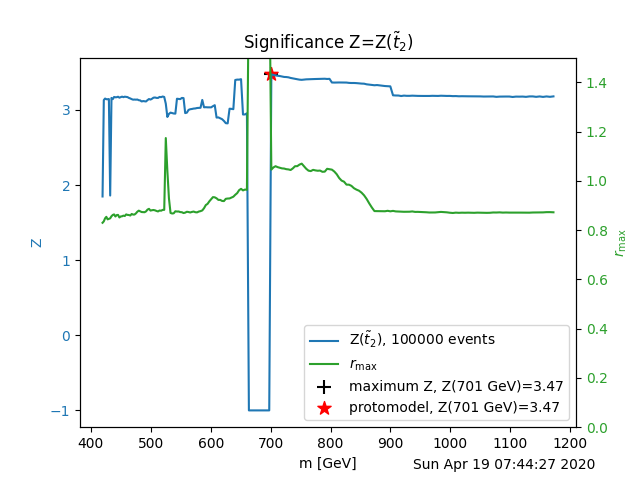 Significance Z=Z(t̃₂)
3
2
1
0
−1
Z
1.4
1.2
1.0
0.8
0.6
0.4
0.2
0.0
r_max
Z(t̃₂), 100000 events
r_max
maximum Z, Z(701 GeV)=3.47
protomodel, Z(701 GeV)=3.47
400 500 600 700 800 900 1000 1100 1200
m [GeV]
Sun Apr 19 07:44:27 2020